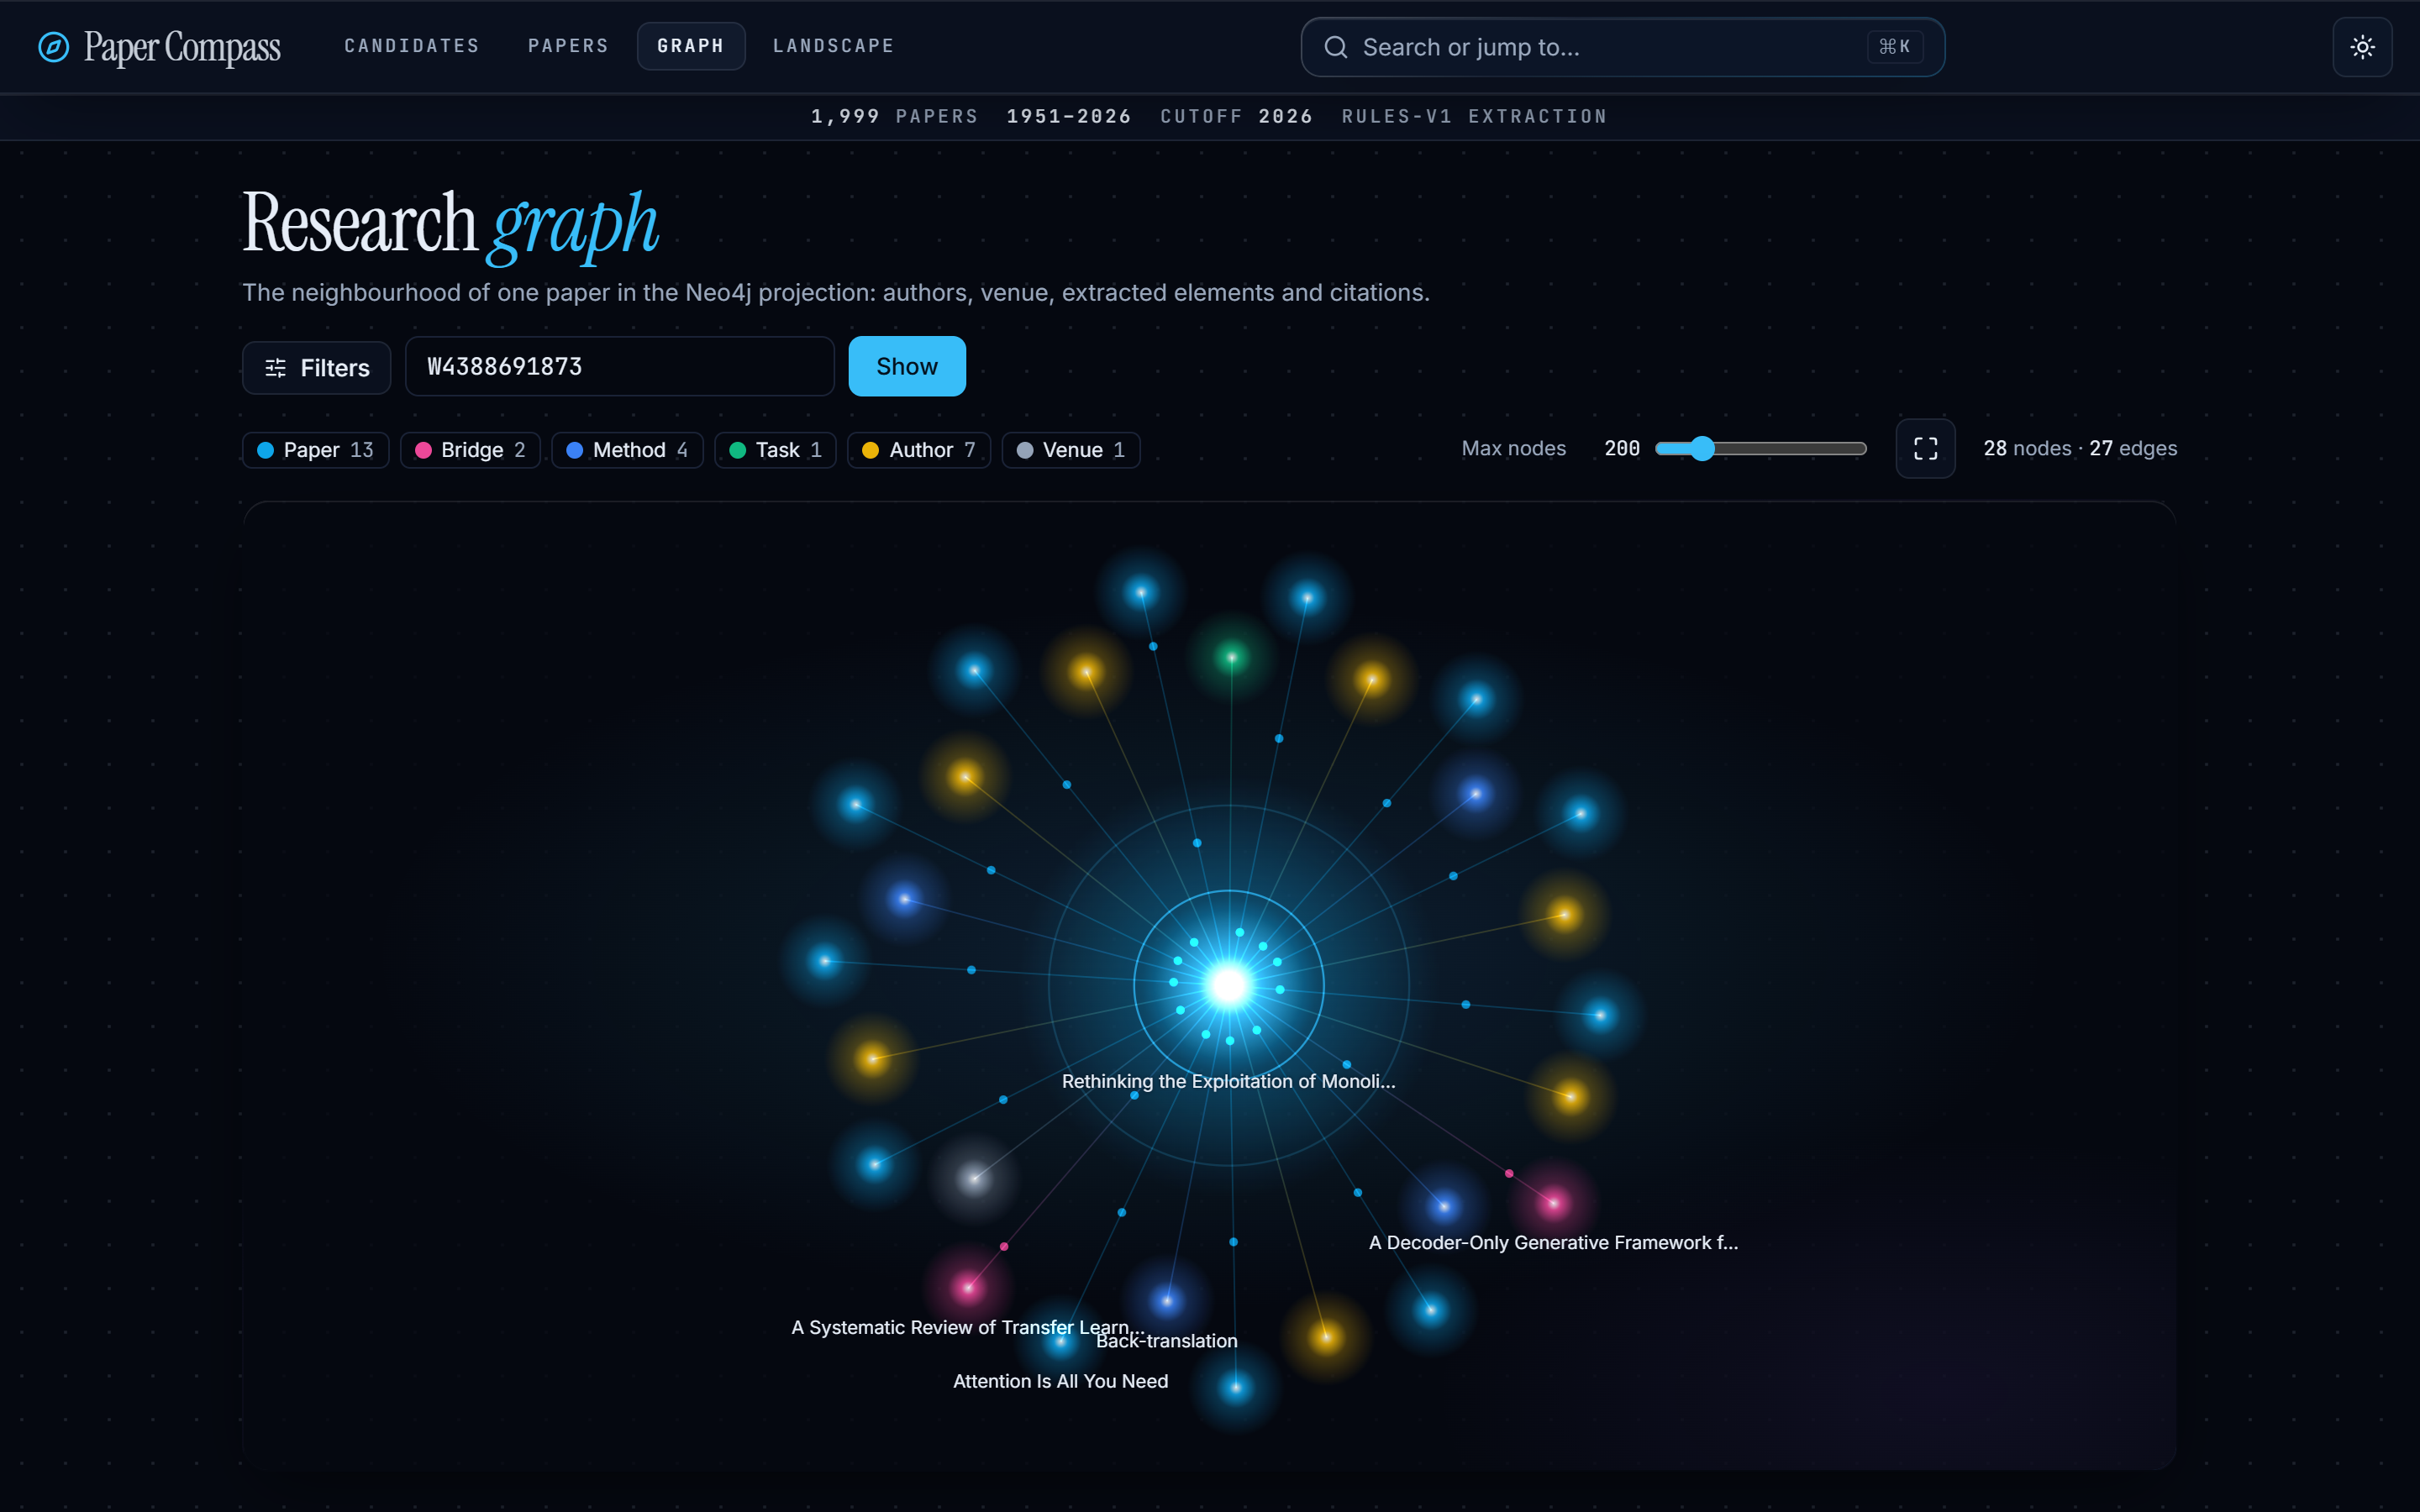 Paper Compass CANDIDATES PAPERS GRAPH LANDSCAPE Search or jump to... ⌘K
1,999 PAPERS 1951–2026 CUTOFF 2026 RULES-V1 EXTRACTION
Research graph
The neighbourhood of one paper in the Neo4j projection: authors, venue, extracted elements and citations.
Filters W4388691873 Show
Paper 13 Bridge 2 Method 4 Task 1 Author 7 Venue 1 Max nodes 200 28 nodes · 27 edges
Rethinking the Exploitation of Monoli...
A Decoder-Only Generative Framework f...
A Systematic Review of Transfer Learn...
Back-translation
Attention Is All You Need